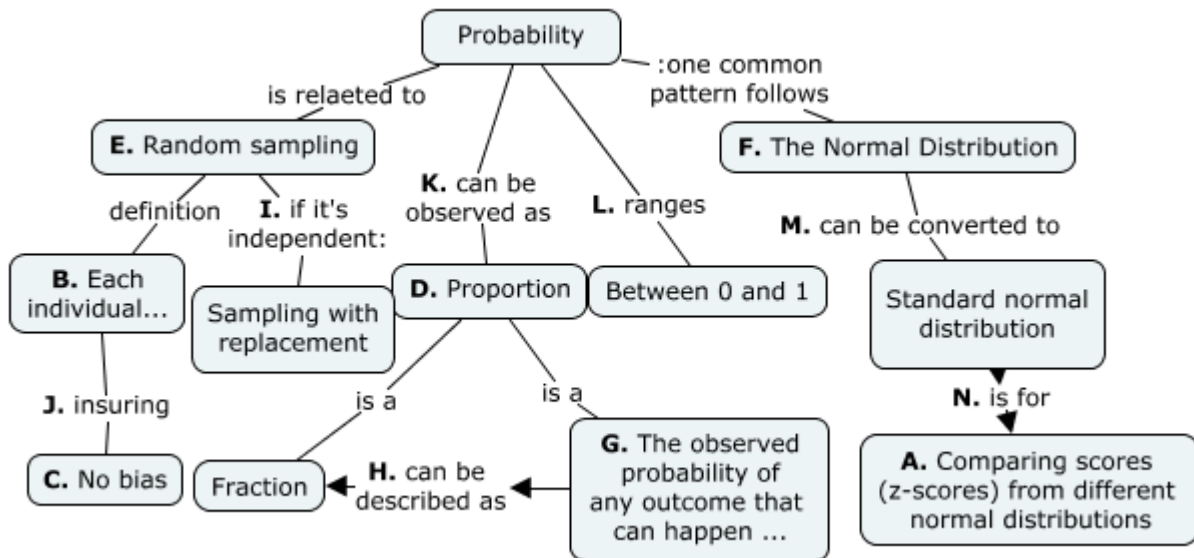 Probability
:one common
pattern follows
is relaeted to
E. Random sampling
F. The Normal Distribution
K. can be
observed as
definition
I. if it's
independent:
L. ranges
M. can be converted to
B. Each
individual...
Sampling with
replacement
D. Proportion
Between 0 and 1
Standard normal
distribution
J. insuring
is a
is a
N. is for
C. No bias
Fraction
H. can be
described as
G. The observed
probability of
any outcome that
can happen ...
A. Comparing scores
(z-scores) from different
normal distributions